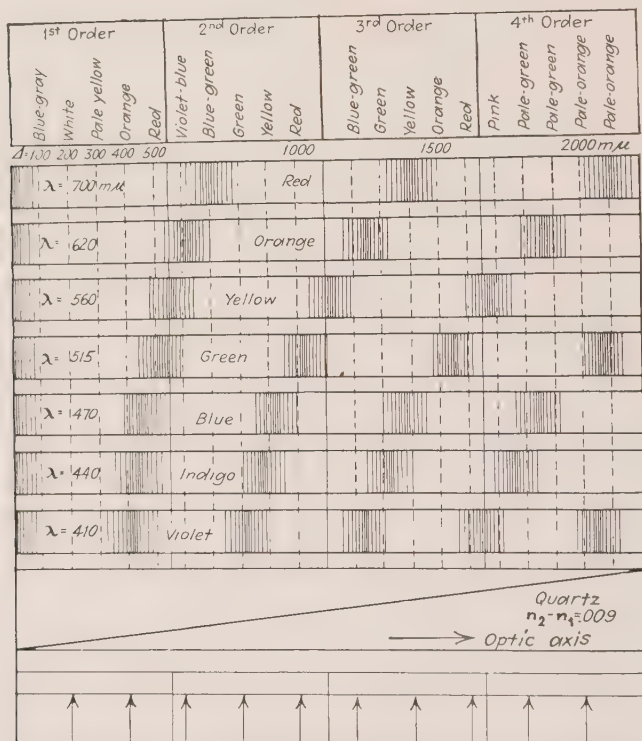 1st Order 2nd Order 3rd Order 4th Order
Blue-gray
White
Pale yellow
Orange
Red
Violet-blue
Blue-green
Green
Yellow
Red
Blue-green
Green
Yellow
Orange
Red
Pink
Pale-green
Pale-green
Pale-orange
Pale-orange
Δ=100 200 300 400 500 1000 1500 2000 mμ
λ= 700 mμ Red
λ= 620 Orange
λ= 560 Yellow
λ= 515 Green
λ= 470 Blue
λ= 440 Indigo
λ= 410 Violet
Quartz
n₂-n₁=.009
Optic axis